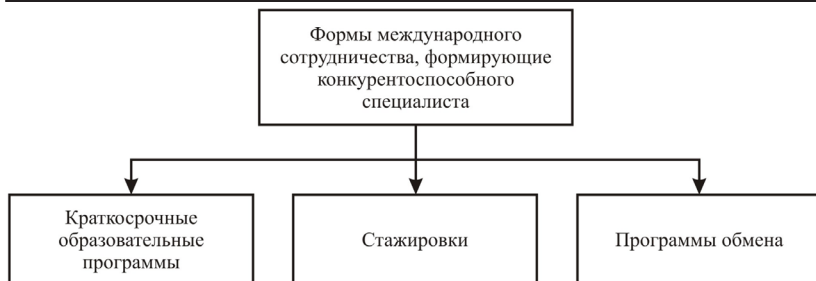 Формы международного
сотрудничества, формирующие
конкурентоспособного
специалиста
Краткосрочные
образовательные
программы
Стажировки
Программы обмена